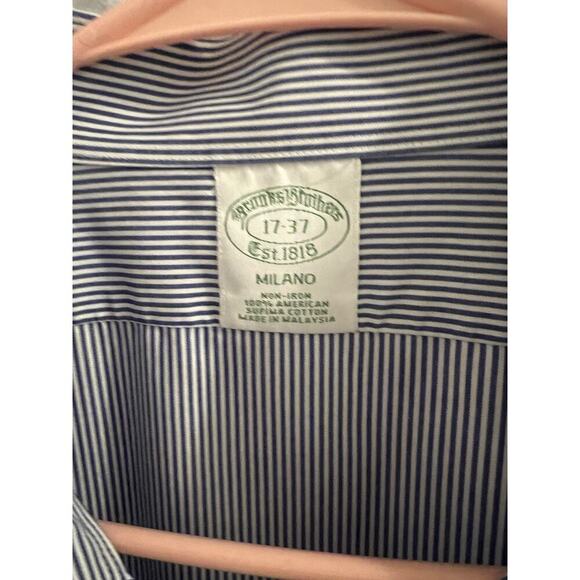 Brooks Brothers
17-37
Est. 1818
MILANO
NON-IRON
100% AMERICAN
SUPIMA COTTON
MADE IN MALAYSIA